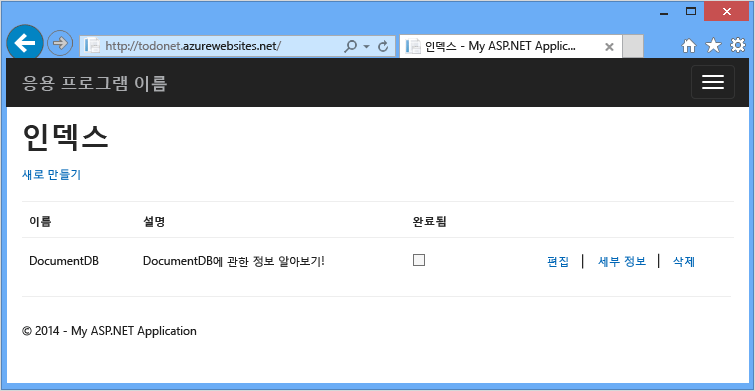 http://todonet.azurewebsites.net/
인덱스 - My ASP.NET Applic...
응용 프로그램 이름
인덱스
새로 만들기
이름 설명 완료됨
DocumentDB DocumentDB에 관한 정보 알아보기! 편집 | 세부 정보 | 삭제
© 2014 - My ASP.NET Application